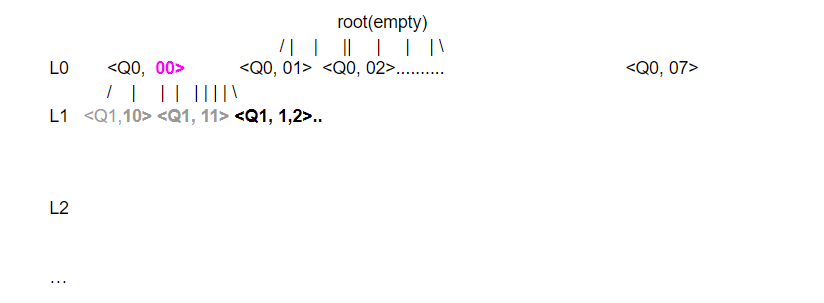 root(empty)
/ | | || | | | \
L0 <Q0, 00> <Q0, 01> <Q0, 02>.......... <Q0, 07>
/ | | | | | | | \
L1 <Q1,10> <Q1, 11> <Q1, 1,2>..
L2
...